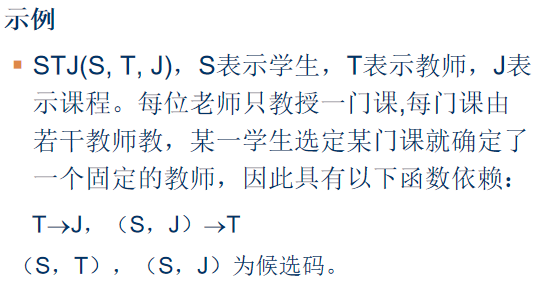 示例
▪ STJ(S, T, J)，S表示学生，T表示教师，J表
示课程。每位老师只教授一门课,每门课由
若干教师教，某一学生选定某门课就确定了
一个固定的教师，因此具有以下函数依赖：
T→J，（S，J）→T
（S，T），（S，J）为候选码。